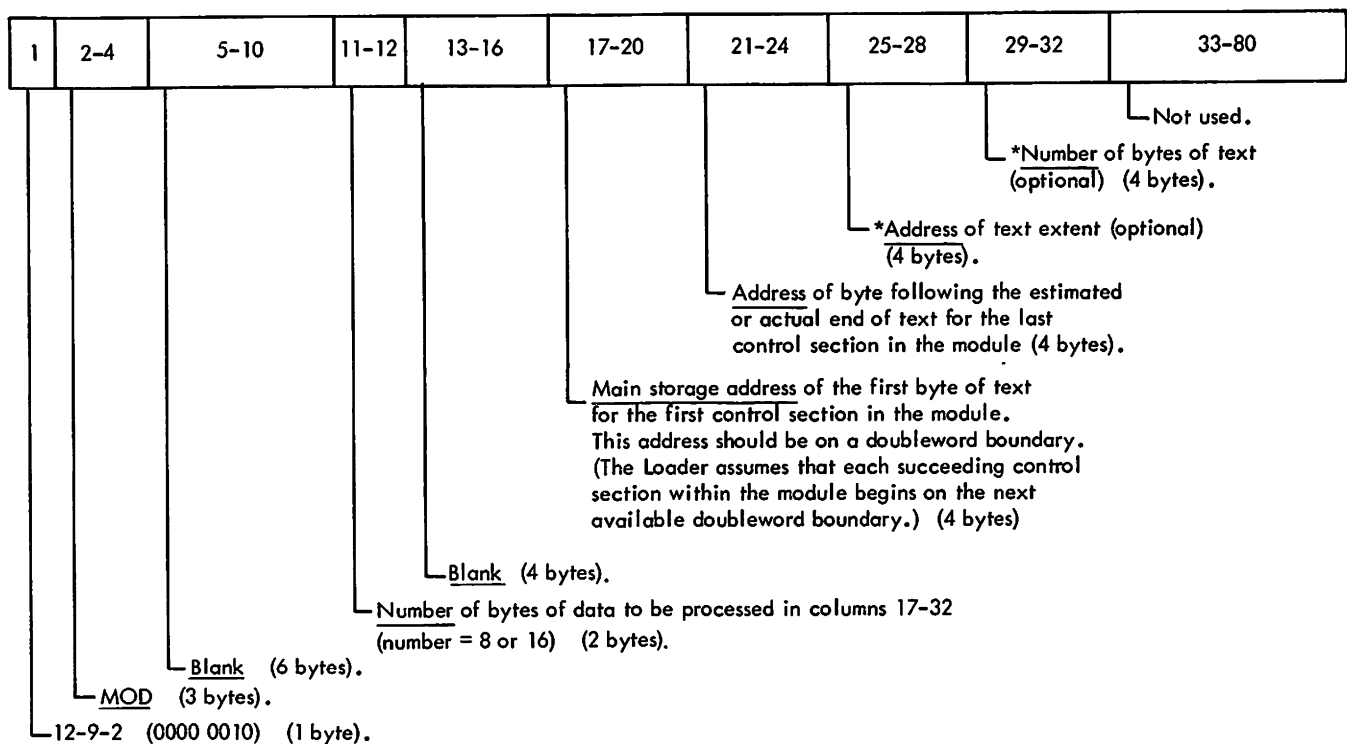 1 2-4 5-10 11-12 13-16 17-20 21-24 25-28 29-32 33-80
Not used.
*Number of bytes of text
(optional) (4 bytes).
*Address of text extent (optional)
(4 bytes).
Address of byte following the estimated
or actual end of text for the last
control section in the module (4 bytes).
Main storage address of the first byte of text
for the first control section in the module.
This address should be on a doubleword boundary.
(The Loader assumes that each succeeding control
section within the module begins on the next
available doubleword boundary.) (4 bytes)
Blank (4 bytes).
Number of bytes of data to be processed in columns 17-32
(number = 8 or 16) (2 bytes).
Blank (6 bytes).
MOD (3 bytes).
12-9-2 (0000 0010) (1 byte).